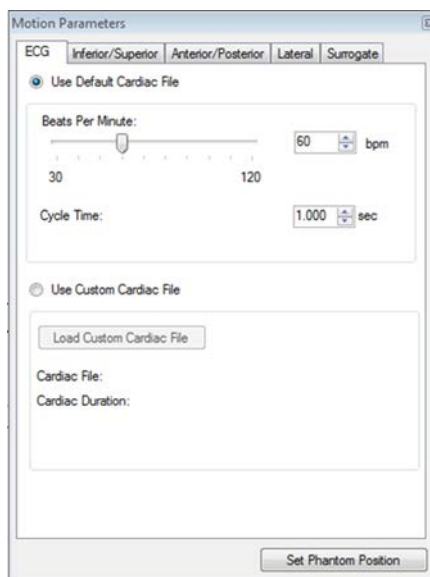 Motion Parameters
ECG Inferior/Superior Anterior/Posterior Lateral Surrogate
Use Default Cardiac File
Beats Per Minute:
60 bpm
30 120
Cycle Time: 1.000 sec
Use Custom Cardiac File
Load Custom Cardiac File
Cardiac File:
Cardiac Duration:
Set Phantom Position